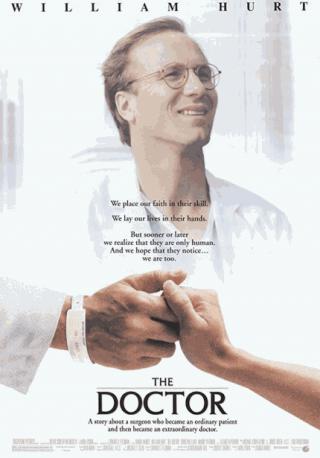 WILLIAM HURT
We place our faith in their skill.
We lay our lives in their hands.
But sooner or later
we realize that they are only human.
And we hope that they notice...
we are too.
THE
DOCTOR
A story about a surgeon who became an ordinary patient
and then became an extraordinary doctor.